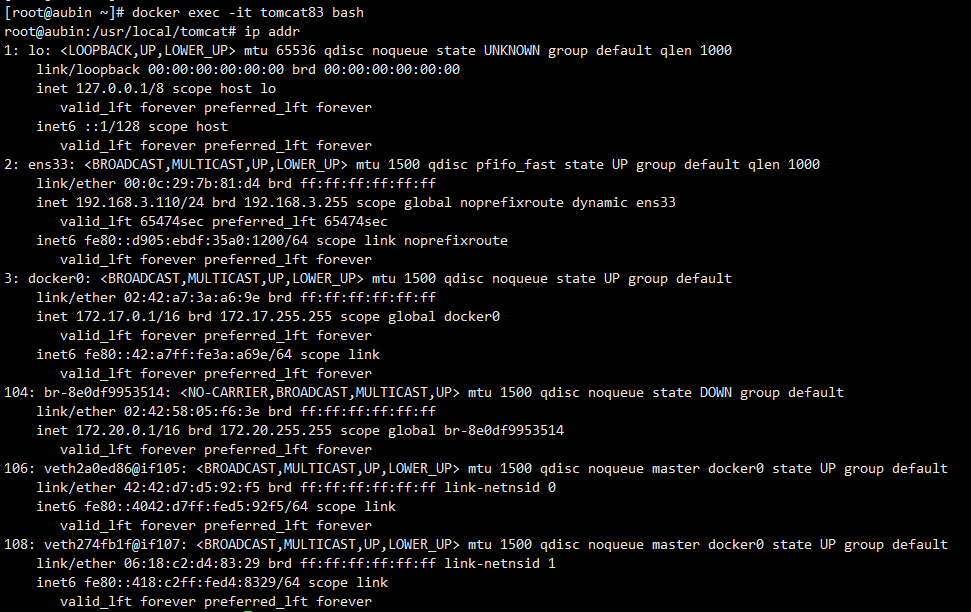 [root@aubin ~]# docker exec -it tomcat83 bash
root@aubin:/usr/local/tomcat# ip addr
1: lo: <LOOPBACK,UP,LOWER_UP> mtu 65536 qdisc noqueue state UNKNOWN group default qlen 1000
    link/loopback 00:00:00:00:00:00 brd 00:00:00:00:00:00
    inet 127.0.0.1/8 scope host lo
       valid_lft forever preferred_lft forever
    inet6 ::1/128 scope host
       valid_lft forever preferred_lft forever
2: ens33: <BROADCAST,MULTICAST,UP,LOWER_UP> mtu 1500 qdisc pfifo_fast state UP group default qlen 1000
    link/ether 00:0c:29:7b:81:d4 brd ff:ff:ff:ff:ff:ff
    inet 192.168.3.110/24 brd 192.168.3.255 scope global noprefixroute dynamic ens33
       valid_lft 65474sec preferred_lft 65474sec
    inet6 fe80::d905:ebdf:35a0:1200/64 scope link noprefixroute
       valid_lft forever preferred_lft forever
3: docker0: <BROADCAST,MULTICAST,UP,LOWER_UP> mtu 1500 qdisc noqueue state UP group default
    link/ether 02:42:a7:3a:a6:9e brd ff:ff:ff:ff:ff:ff
    inet 172.17.0.1/16 brd 172.17.255.255 scope global docker0
       valid_lft forever preferred_lft forever
    inet6 fe80::42:a7ff:fe3a:a69e/64 scope link
       valid_lft forever preferred_lft forever
104: br-8e0df9953514: <NO-CARRIER,BROADCAST,MULTICAST,UP> mtu 1500 qdisc noqueue state DOWN group default
    link/ether 02:42:58:05:f6:3e brd ff:ff:ff:ff:ff:ff
    inet 172.20.0.1/16 brd 172.20.255.255 scope global br-8e0df9953514
       valid_lft forever preferred_lft forever
106: veth2a0ed86@if105: <BROADCAST,MULTICAST,UP,LOWER_UP> mtu 1500 qdisc noqueue master docker0 state UP group default
    link/ether 42:42:d7:d5:92:f5 brd ff:ff:ff:ff:ff:ff link-netnsid 0
    inet6 fe80::4042:d7ff:fed5:92f5/64 scope link
       valid_lft forever preferred_lft forever
108: veth274fb1f@if107: <BROADCAST,MULTICAST,UP,LOWER_UP> mtu 1500 qdisc noqueue master docker0 state UP group default
    link/ether 06:18:c2:d4:83:29 brd ff:ff:ff:ff:ff:ff link-netnsid 1
    inet6 fe80::418:c2ff:fed4:8329/64 scope link
       valid_lft forever preferred_lft forever